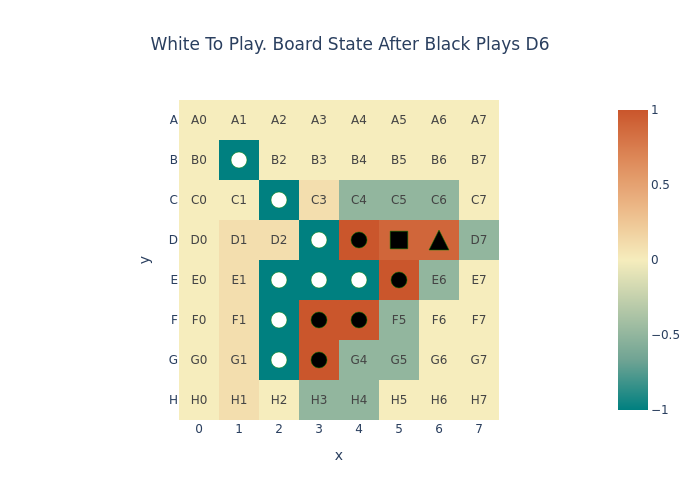 White To Play. Board State After Black Plays D6
A A0 A1 A2 A3 A4 A5 A6 A7
B B0 B2 B3 B4 B5 B6 B7
C C0 C1 C3 C4 C5 C6 C7
D D0 D1 D2 D7
E E0 E1 E6 E7
F F0 F1 F5 F6 F7
G G0 G1 G4 G5 G6 G7
H H0 H1 H2 H3 H4 H5 H6 H7
0 1 2 3 4 5 6 7
x
y
1
0.5
0
−0.5
−1